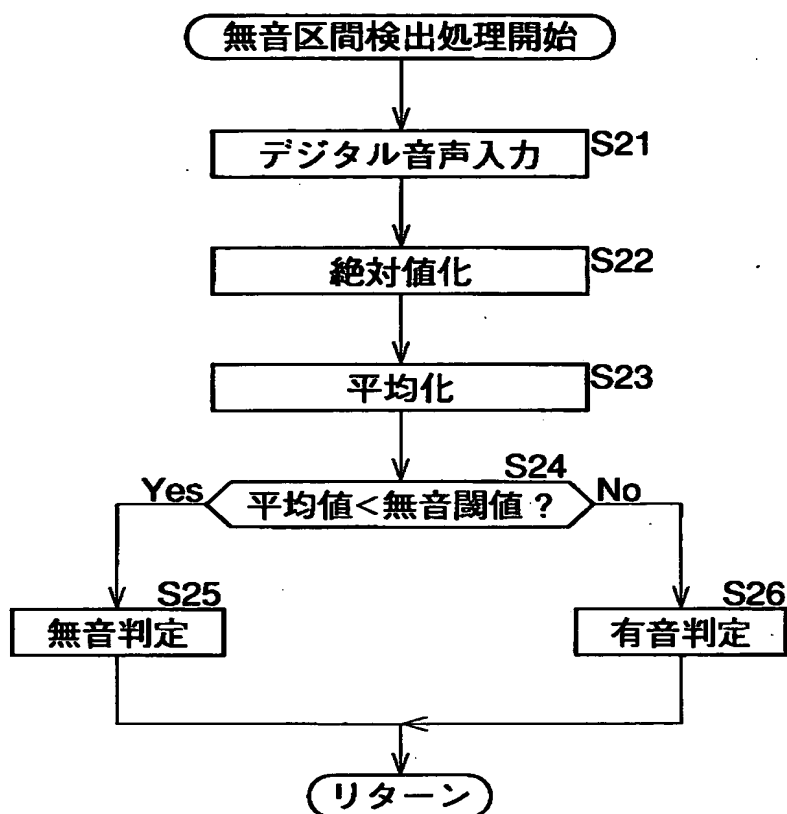 無音区間検出処理開始
デジタル音声入力 S21
絶対値化 S22
平均化 S23
S24
Yes 平均値<無音閾値? No
S25
無音判定
S26
有音判定
リターン